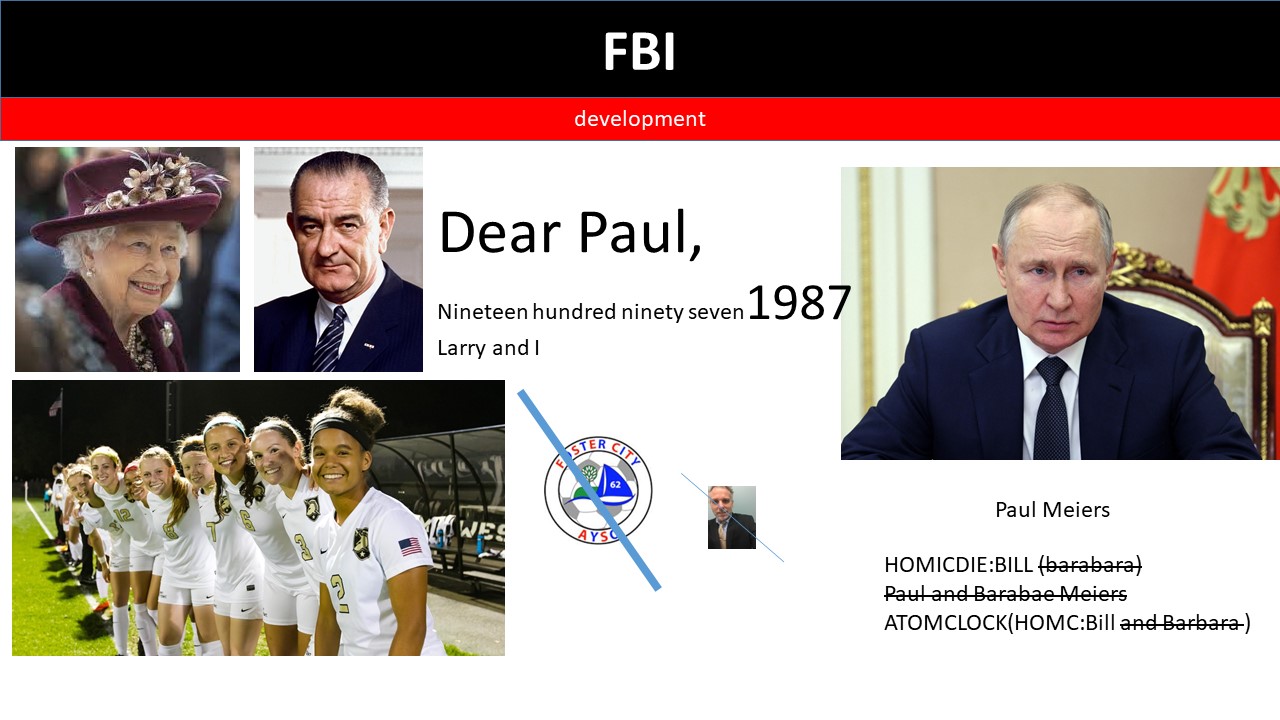 FBI
development
Dear Paul,
Nineteen hundred ninety seven 1987
Larry and I
WES
12
7
6
3
2
FOSTER CITY
62
AYSO
Paul Meiers
HOMICDIE:BILL (barabara)
Paul and Barabae Meiers
ATOMCLOCK(HOMC:Bill and Barbara )